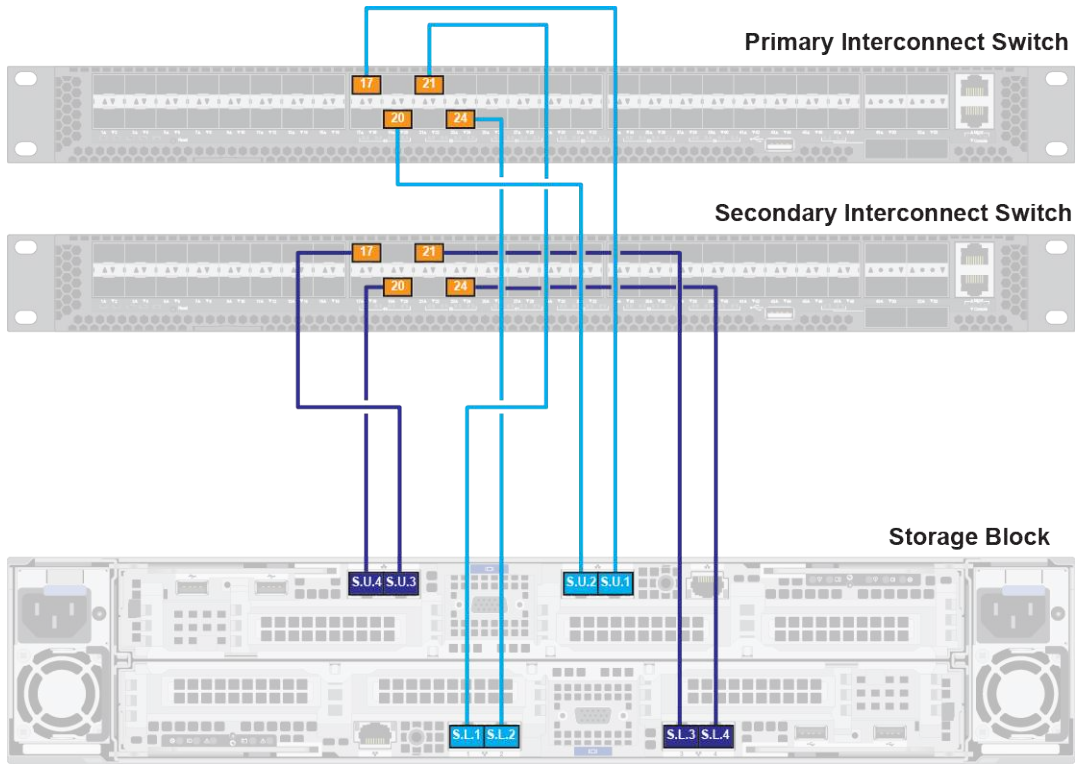 Primary Interconnect Switch
17 21
20 24
Secondary Interconnect Switch
17 21
20 24
Storage Block
S.U.4 S.U.3 S.U.2 S.U.1
S.L.1 S.L.2 S.L.3 S.L.4